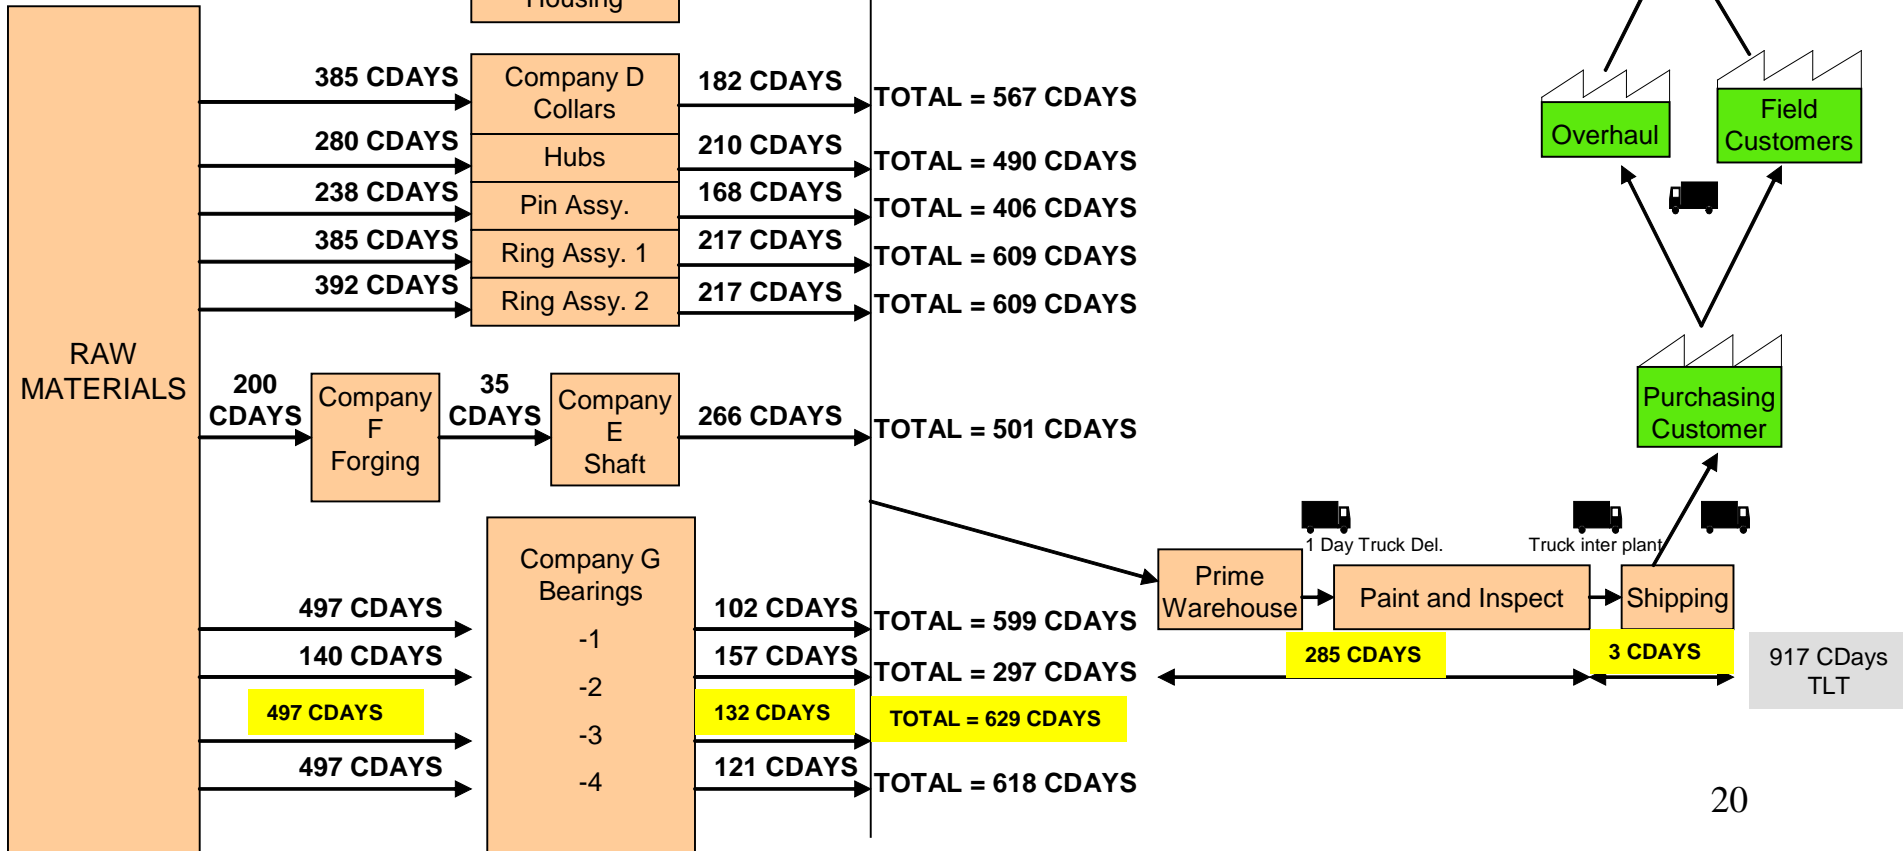 Housing
385 CDAYS
Company D
Collars
182 CDAYS
TOTAL = 567 CDAYS
280 CDAYS
Hubs
210 CDAYS
TOTAL = 490 CDAYS
238 CDAYS
Pin Assy.
168 CDAYS
TOTAL = 406 CDAYS
385 CDAYS
Ring Assy. 1
217 CDAYS
TOTAL = 609 CDAYS
392 CDAYS
Ring Assy. 2
217 CDAYS
TOTAL = 609 CDAYS
RAW
MATERIALS
200
CDAYS
Company
F
Forging
35
CDAYS
Company
E
Shaft
266 CDAYS
TOTAL = 501 CDAYS
Company G
Bearings
497 CDAYS
-1
102 CDAYS
TOTAL = 599 CDAYS
140 CDAYS
-2
157 CDAYS
TOTAL = 297 CDAYS
497 CDAYS
-3
132 CDAYS
TOTAL = 629 CDAYS
497 CDAYS
-4
121 CDAYS
TOTAL = 618 CDAYS
Overhaul
Field
Customers
Purchasing
Customer
1 Day Truck Del.
Truck inter plant
Prime
Warehouse
Paint and Inspect
Shipping
285 CDAYS
3 CDAYS
917 CDays
TLT
20